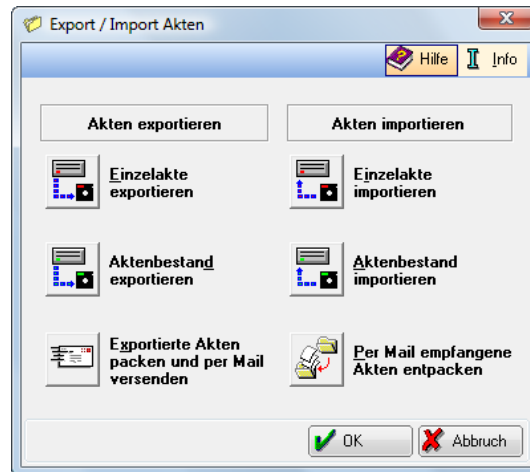 Export / Import Akten
Hilfe
Info
Akten exportieren
Akten importieren
Einzelakte
exportieren
Einzelakte
importieren
Aktenbestand
exportieren
Aktenbestand
importieren
Exportierte Akten
packen und per Mail
versenden
Per Mail empfangene
Akten entpacken
OK
Abbruch